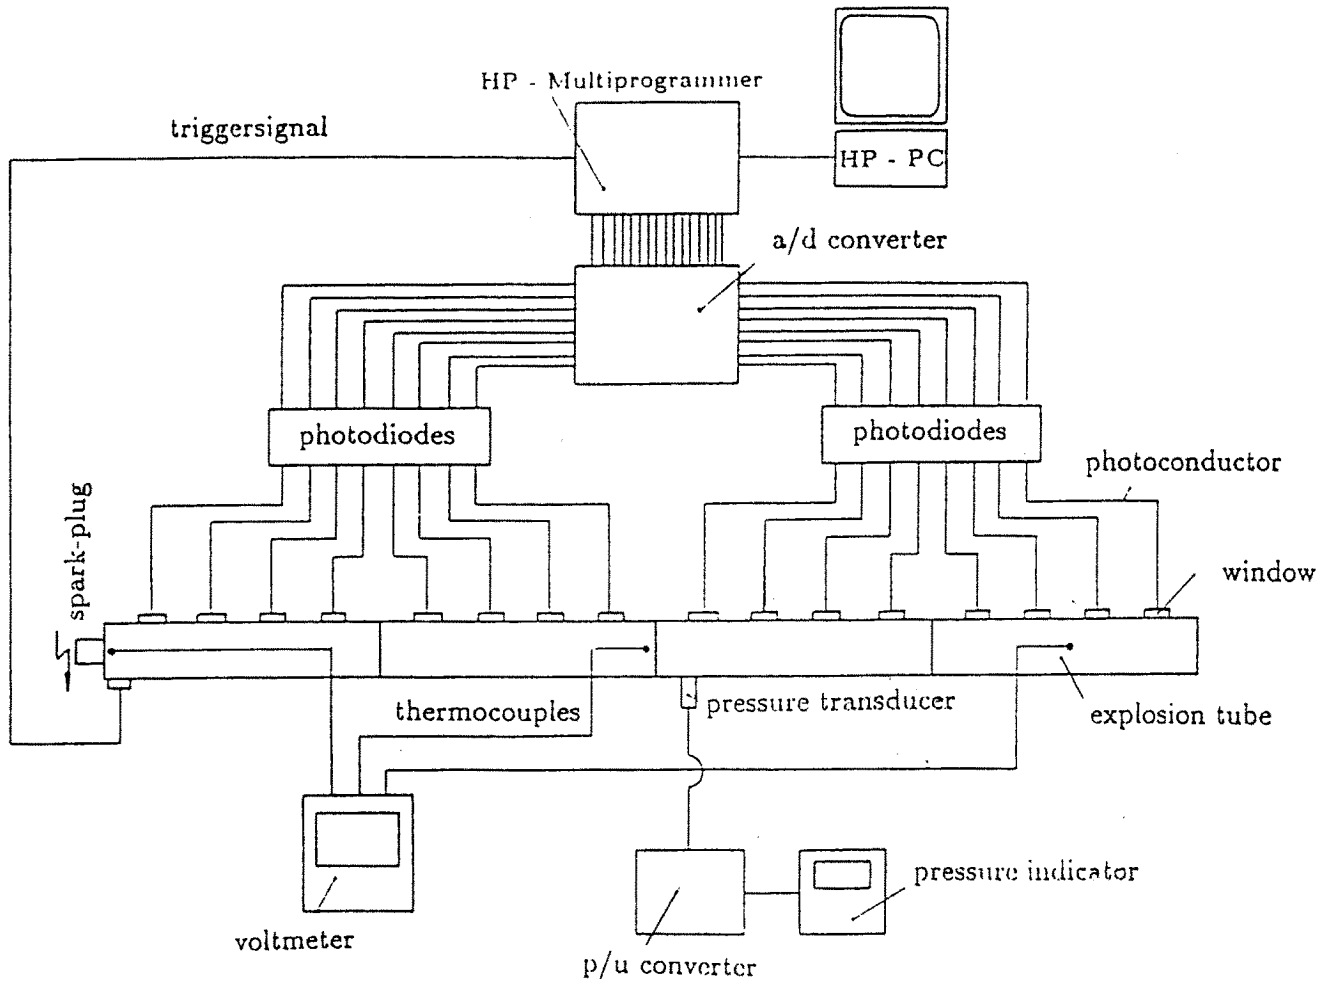 HP - Multiprogrammer
triggersignal
HP - PC
a/d converter
photodiodes
photodiodes
photoconductor
spark-plug
window
thermocouples
pressure transducer
explosion tube
pressure indicator
voltmeter
p/u converter